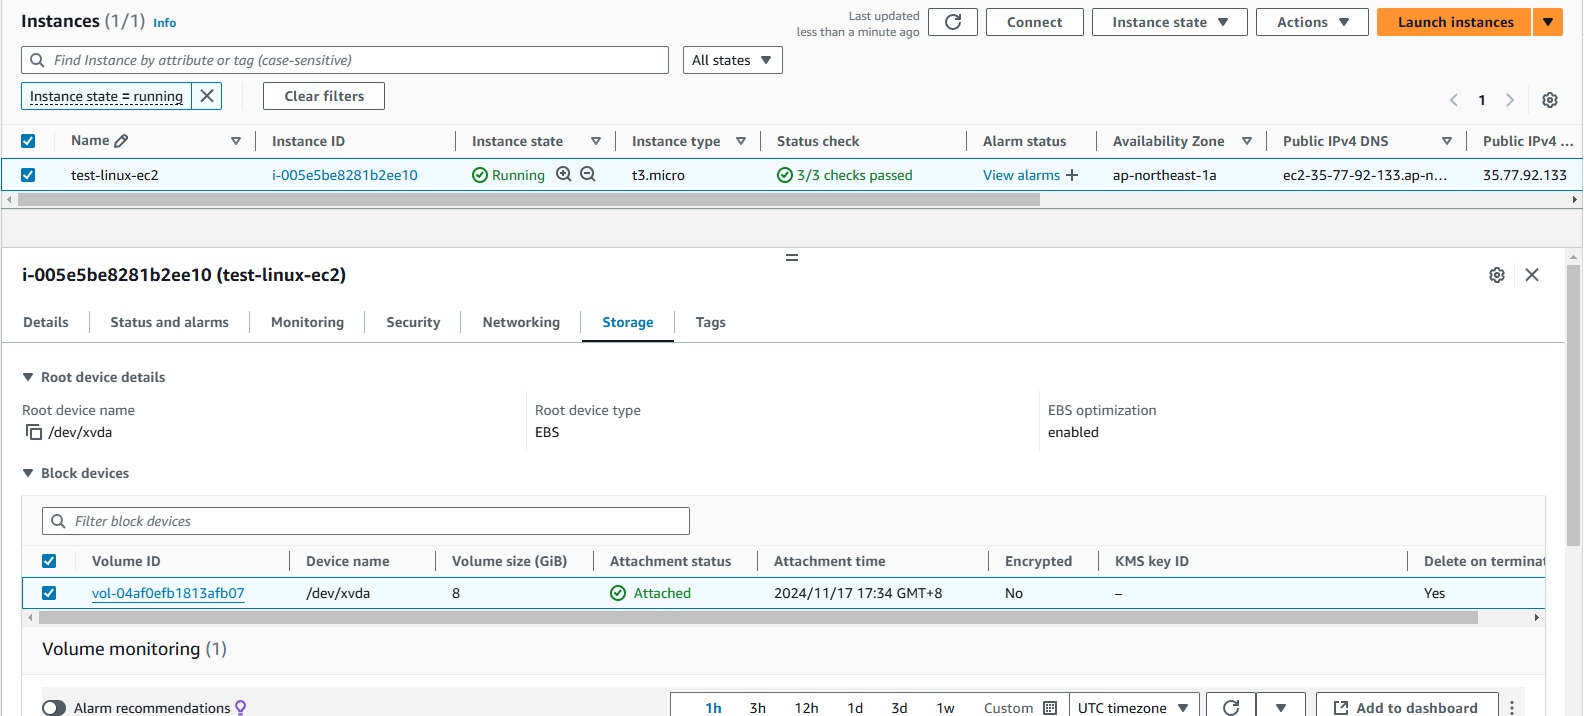 Instances (1/1) Info
Last updated
less than a minute ago
Connect
Instance state
Actions
Launch instances
Find Instance by attribute or tag (case-sensitive)
All states
Instance state = running
Clear filters
1
Name Instance ID Instance state Instance type Status check Alarm status Availability Zone Public IPv4 DNS Public IPv4 ...
test-linux-ec2 i-005e5be8281b2ee10 Running t3.micro 3/3 checks passed View alarms + ap-northeast-1a ec2-35-77-92-133.ap-n... 35.77.92.133
i-005e5be8281b2ee10 (test-linux-ec2)
Details Status and alarms Monitoring Security Networking Storage Tags
Root device details
Root device name Root device type EBS optimization
/dev/xvda EBS enabled
Block devices
Filter block devices
Volume ID Device name Volume size (GiB) Attachment status Attachment time Encrypted KMS key ID Delete on terminat
vol-04af0efb1813afb07 /dev/xvda 8 Attached 2024/11/17 17:34 GMT+8 No – Yes
Volume monitoring (1)
Alarm recommendations 1h 3h 12h 1d 3d 1w Custom UTC timezone Add to dashboard